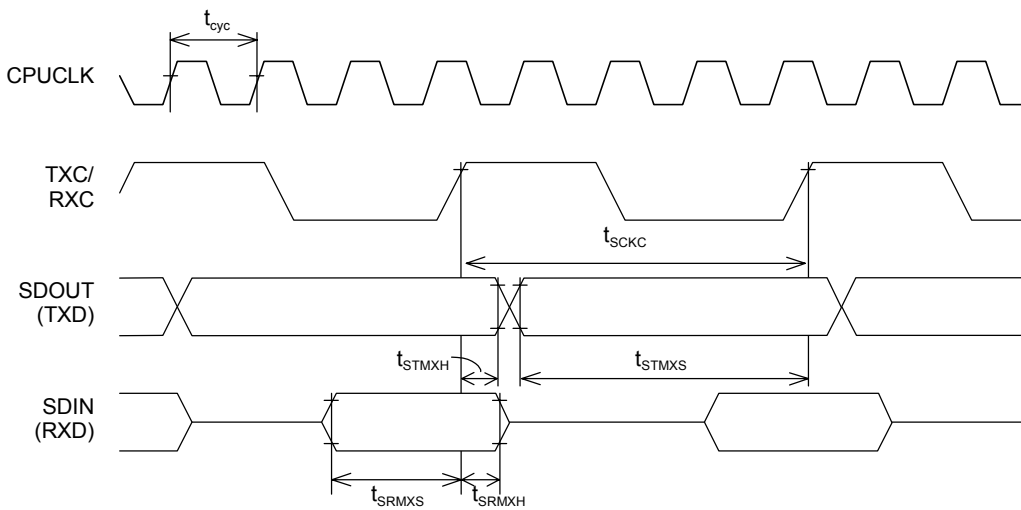 tcyc
CPUCLK
TXC/
RXC
tSCKC
SDOUT
(TXD)
tSTMXH
tSTMXS
SDIN
(RXD)
tSRMXS
tSRMXH